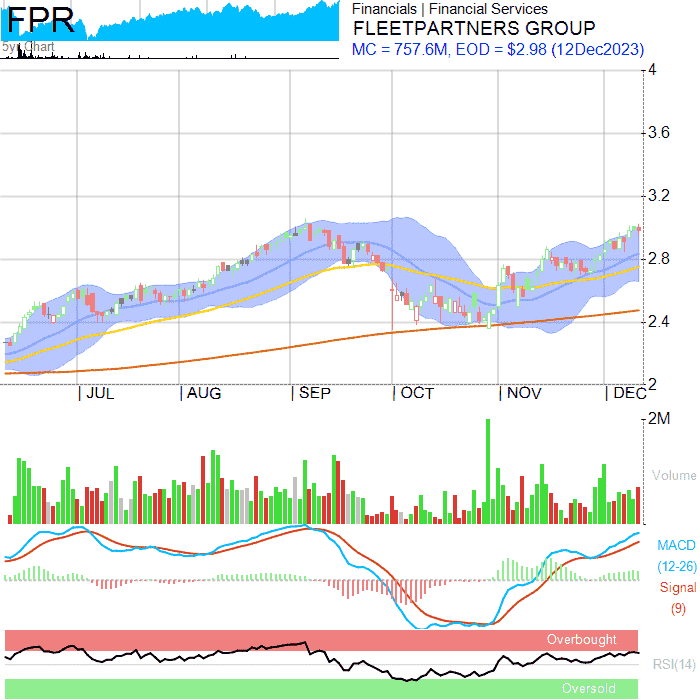 FPR
5y Chart
Financials | Financial Services
FLEETPARTNERS GROUP
MC = 757.6M, EOD = $2.98 (12Dec2023)
4
3.6
3.2
2.8
2.4
2
JUL
AUG
SEP
OCT
NOV
DEC
2M
Volume
MACD
(12-26)
Signal
(9)
Overbought
RSI(14)
Oversold